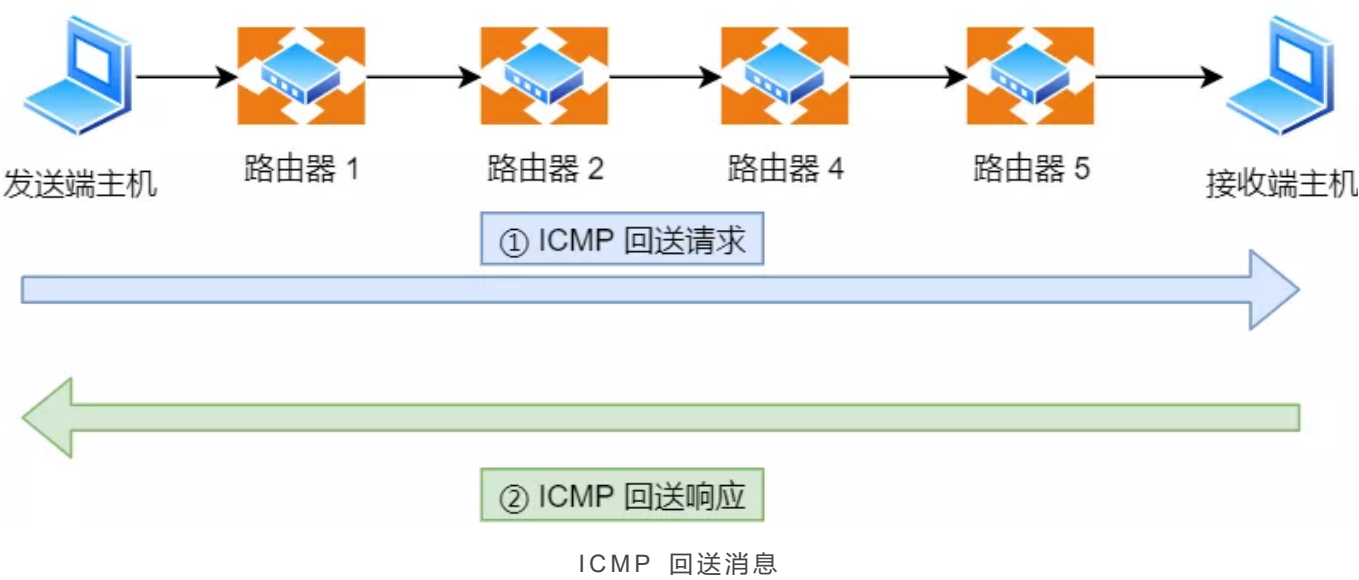 发送端主机
路由器 1
路由器 2
路由器 4
路由器 5
接收端主机
① ICMP 回送请求
② ICMP 回送响应
ICMP 回送消息